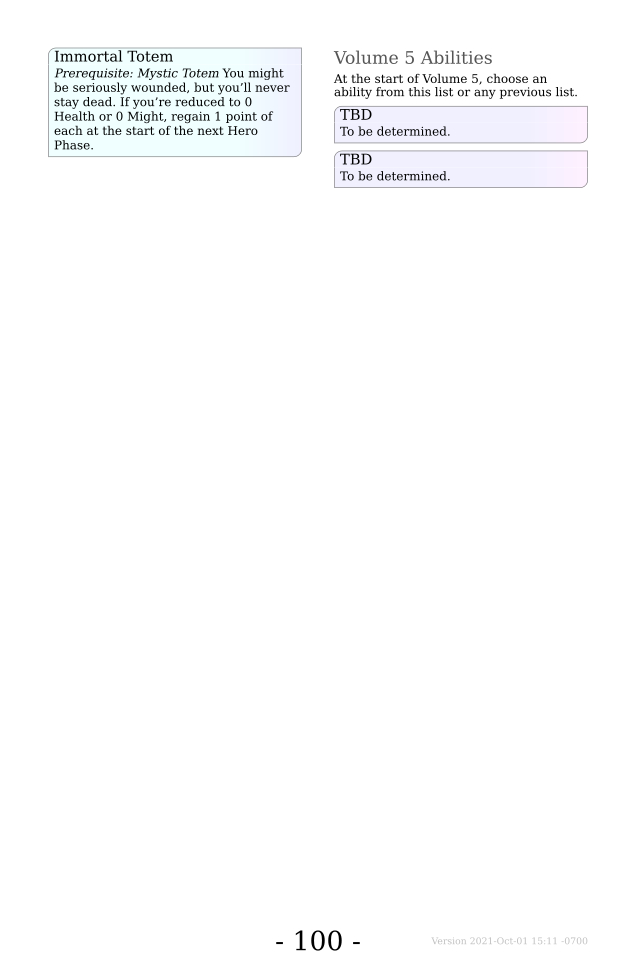 Immortal Totem
Prerequisite: Mystic Totem You might
be seriously wounded, but you’ll never
stay dead. If you’re reduced to 0
Health or 0 Might, regain 1 point of
each at the start of the next Hero
Phase.
Volume 5 Abilities
At the start of Volume 5, choose an
ability from this list or any previous list.
TBD
To be determined.
TBD
To be determined.
- 100 -
Version 2021-Oct-01 15:11 -0700